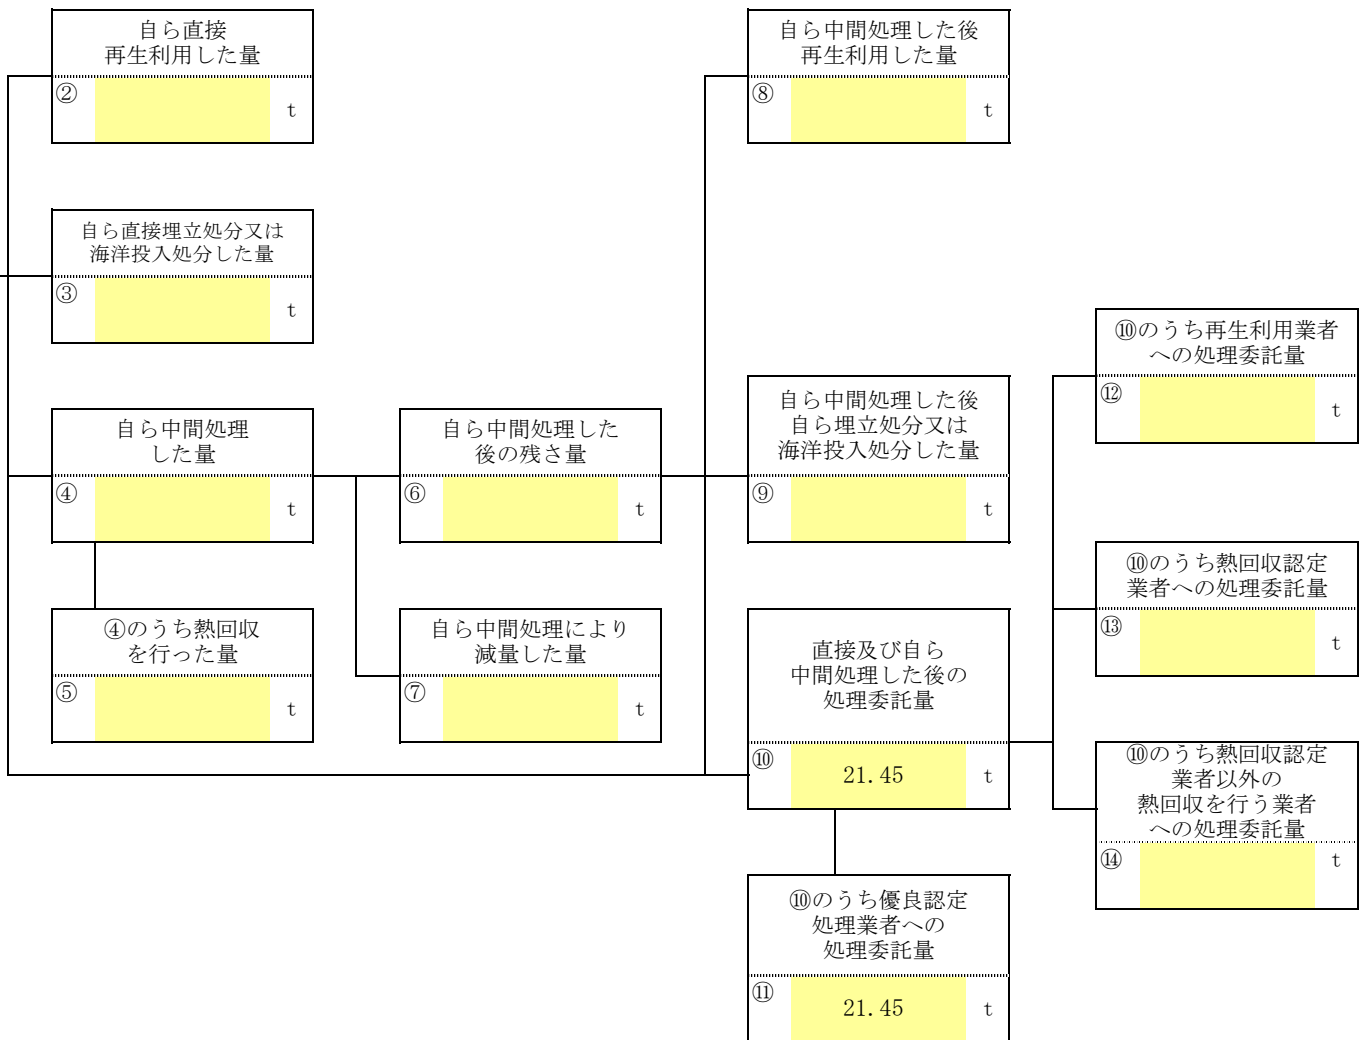 自ら直接
再生利用した量
②
t
自ら中間処理した後
再生利用した量
⑧
t
自ら直接埋立処分又は
海洋投入処分した量
③
t
⑩のうち再生利用業者
への処理委託量
⑫
t
自ら中間処理
した量
④
t
自ら中間処理した
後の残さ量
⑥
t
自ら中間処理した後
自ら埋立処分又は
海洋投入処分した量
⑨
t
⑩のうち熱回収認定
業者への処理委託量
⑬
t
④のうち熱回収
を行った量
⑤
t
自ら中間処理により
減量した量
⑦
t
直接及び自ら
中間処理した後の
処理委託量
⑩ 21.45 t
⑩のうち熱回収認定
業者以外の
熱回収を行う業者
への処理委託量
⑭
t
⑩のうち優良認定
処理業者への
処理委託量
⑪ 21.45 t